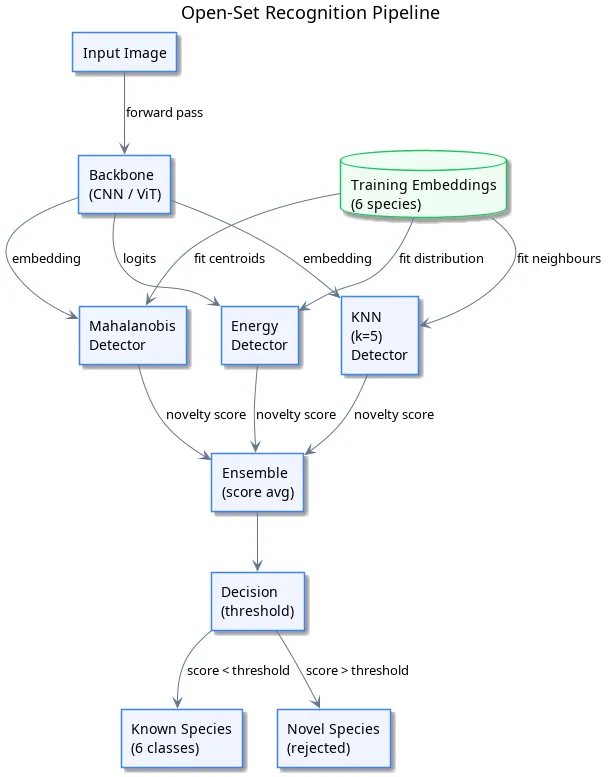 Open-Set Recognition Pipeline
Input Image
forward pass
Backbone
(CNN / ViT)
Training Embeddings
(6 species)
embedding
logits
fit centroids
embedding
fit distribution
fit neighbours
Mahalanobis
Detector
Energy
Detector
KNN
(k=5)
Detector
novelty score
novelty score
novelty score
Ensemble
(score avg)
Decision
(threshold)
score < threshold
score > threshold
Known Species
(6 classes)
Novel Species
(rejected)